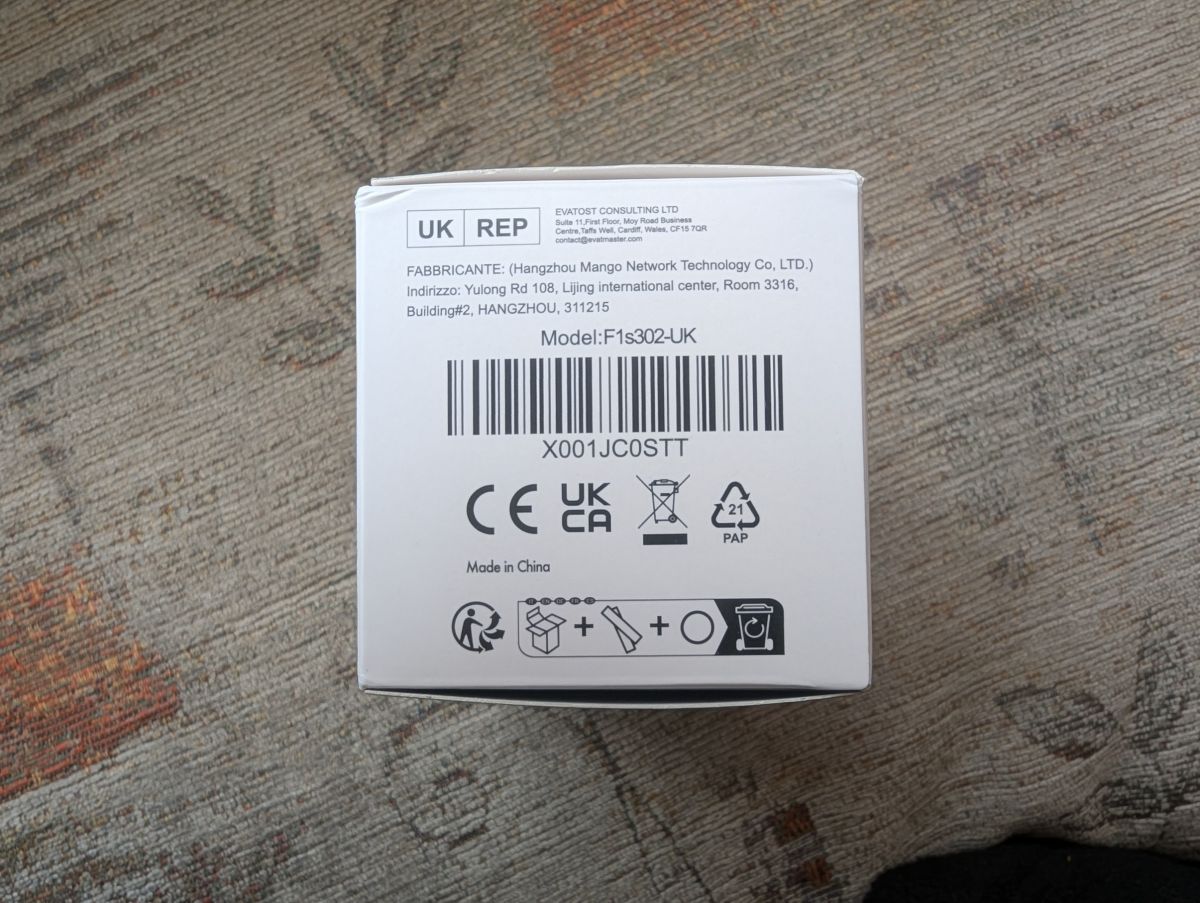 UK REP
EVATOST CONSULTING LTD
Suite 11,First Floor, Moy Road Business
Centre,Taffs Well, Cardiff, Wales, CF15 7QR
contact@evatmaster.com
FABBRICANTE: (Hangzhou Mango Network Technology Co, LTD.)
Indirizzo: Yulong Rd 108, Lijing international center, Room 3316,
Building#2, HANGZHOU, 311215
Model:F1s302-UK
X001JC0STT
CE UK CA
21
PAP
Made in China